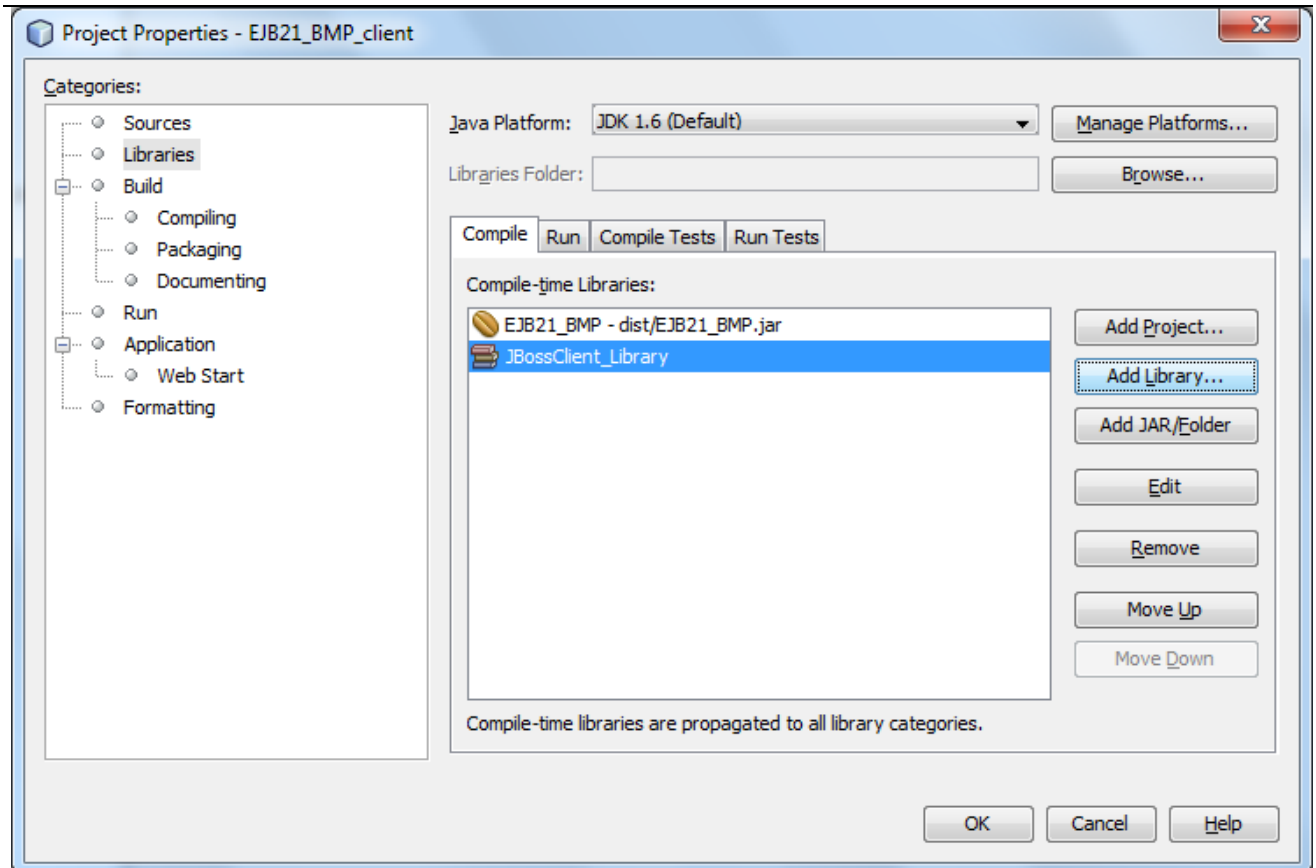 Project Properties - EJB21_BMP_client
X
Categories:
Sources
Libraries
Build
Compiling
Packaging
Documenting
Run
Application
Web Start
Formatting
Java Platform: JDK 1.6 (Default) Manage Platforms...
Libraries Folder: Browse...
Compile Run Compile Tests Run Tests
Compile-time Libraries:
EJB21_BMP - dist/EJB21_BMP.jar
JBossClient_Library
Add Project...
Add Library...
Add JAR/Folder
Edit
Remove
Move Up
Move Down
Compile-time libraries are propagated to all library categories.
OK Cancel Help